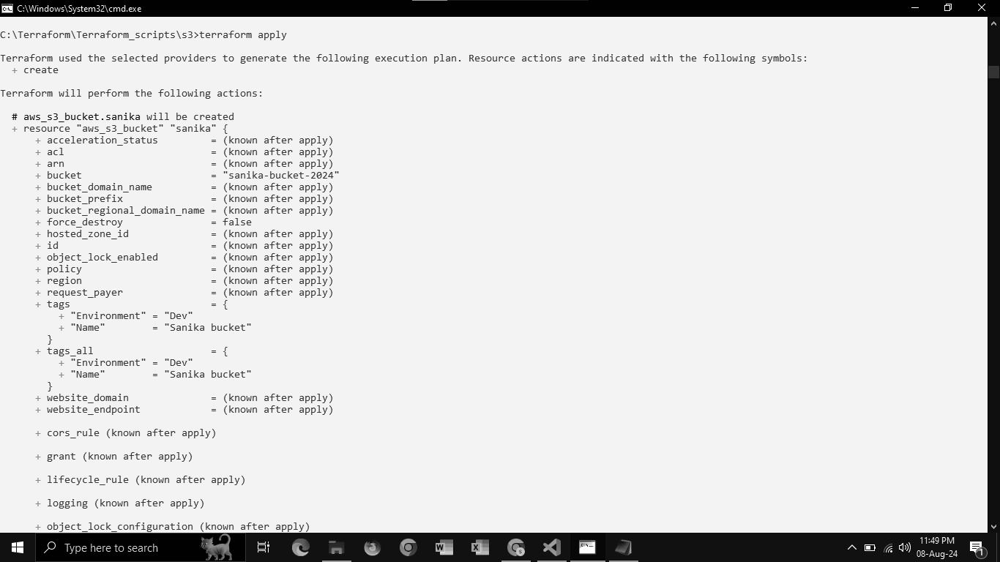 C:\Windows\System32\cmd.exe
C:\Terraform\Terraform_scripts\s3>terraform apply
Terraform used the selected providers to generate the following execution plan. Resource actions are indicated with the following symbols:
  + create
Terraform will perform the following actions:
  # aws_s3_bucket.sanika will be created
  + resource "aws_s3_bucket" "sanika" {
      + acceleration_status         = (known after apply)
      + acl                         = (known after apply)
      + arn                         = (known after apply)
      + bucket                      = "sanika-bucket-2024"
      + bucket_domain_name          = (known after apply)
      + bucket_prefix               = (known after apply)
      + bucket_regional_domain_name = (known after apply)
      + force_destroy               = false
      + hosted_zone_id              = (known after apply)
      + id                          = (known after apply)
      + object_lock_enabled         = (known after apply)
      + policy                      = (known after apply)
      + region                      = (known after apply)
      + request_payer               = (known after apply)
      + tags                        = {
          + "Environment" = "Dev"
          + "Name"        = "Sanika bucket"
        }
      + tags_all                    = {
          + "Environment" = "Dev"
          + "Name"        = "Sanika bucket"
        }
      + website_domain              = (known after apply)
      + website_endpoint            = (known after apply)
      + cors_rule (known after apply)
      + grant (known after apply)
      + lifecycle_rule (known after apply)
      + logging (known after apply)
      + object_lock_configuration (known after apply)
Type here to search
11:49 PM
08-Aug-24
1